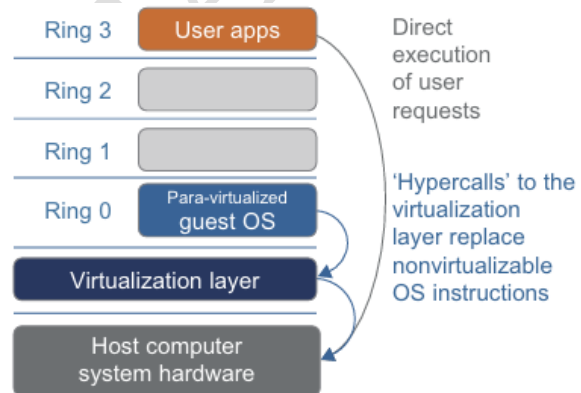 Ring 3
User apps
Direct
execution
of user
requests
Ring 2
Ring 1
'Hypercalls' to the
virtualization
layer replace
nonvirtualizable
OS instructions
Ring 0
Para-virtualized
guest OS
Virtualization layer
Host computer
system hardware